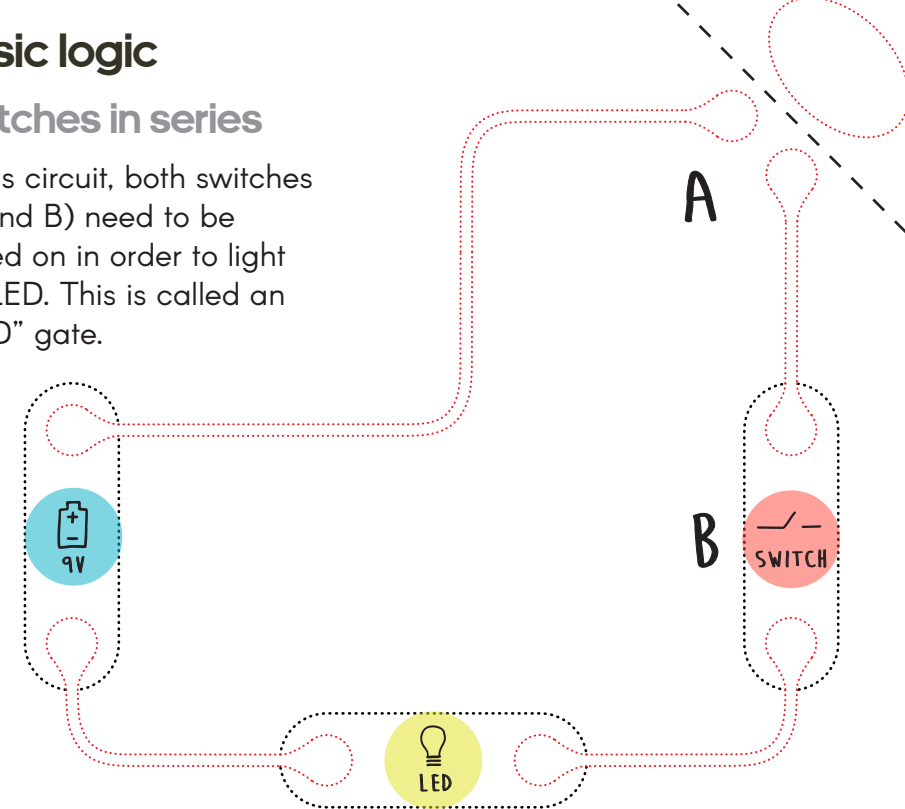 sic logic
tches in series
s circuit, both switches
nd B) need to be
ed on in order to light
LED. This is called an
D” gate.
A
+
-
9V
B
SWITCH
LED